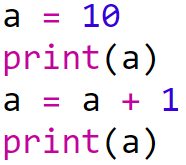 a = 10
print(a)
a = a + 1
print(a)